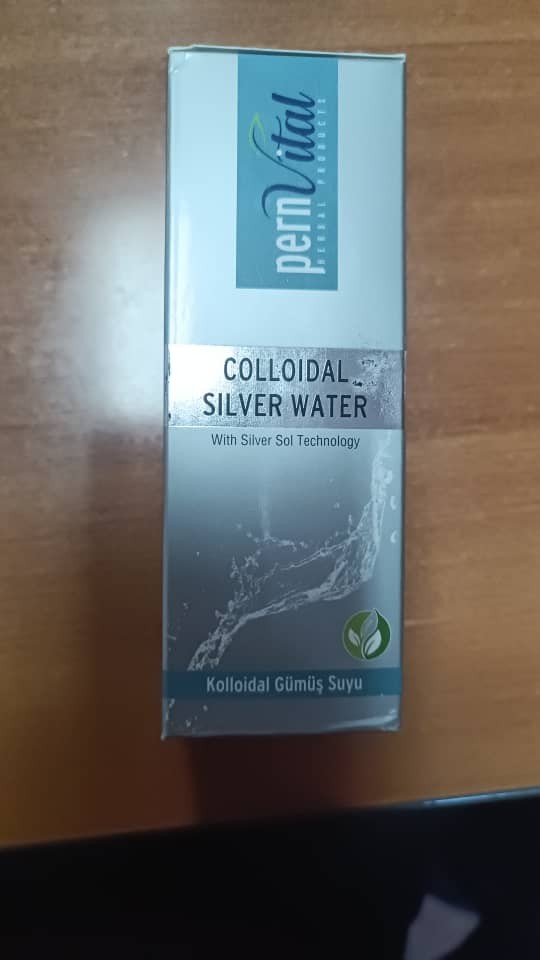 pernVital
HERBAL PRODUCTS
COLLOIDAL
SILVER WATER
With Silver Sol Technology
Kolloidal Gümüş Suyu